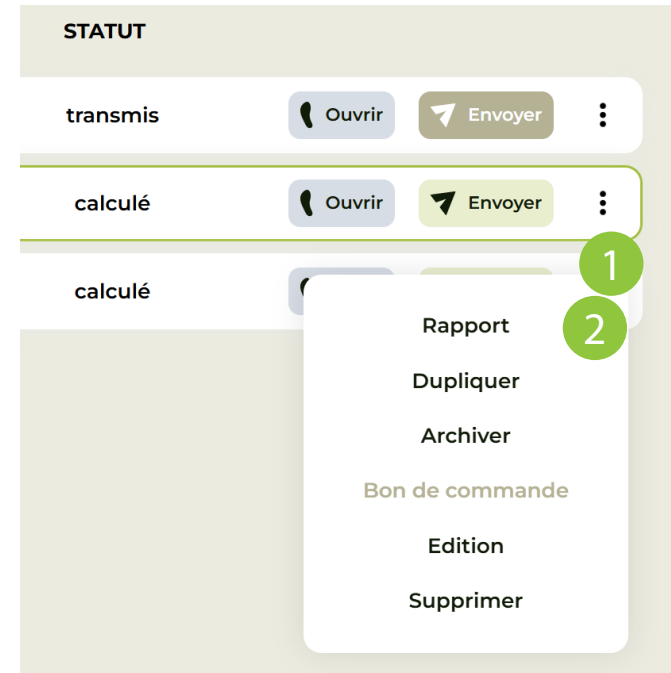 STATUT
transmis Ouvrir Envoyer
calculé Ouvrir Envoyer
1
calculé
Rapport 2
Dupliquer
Archiver
Bon de commande
Edition
Supprimer